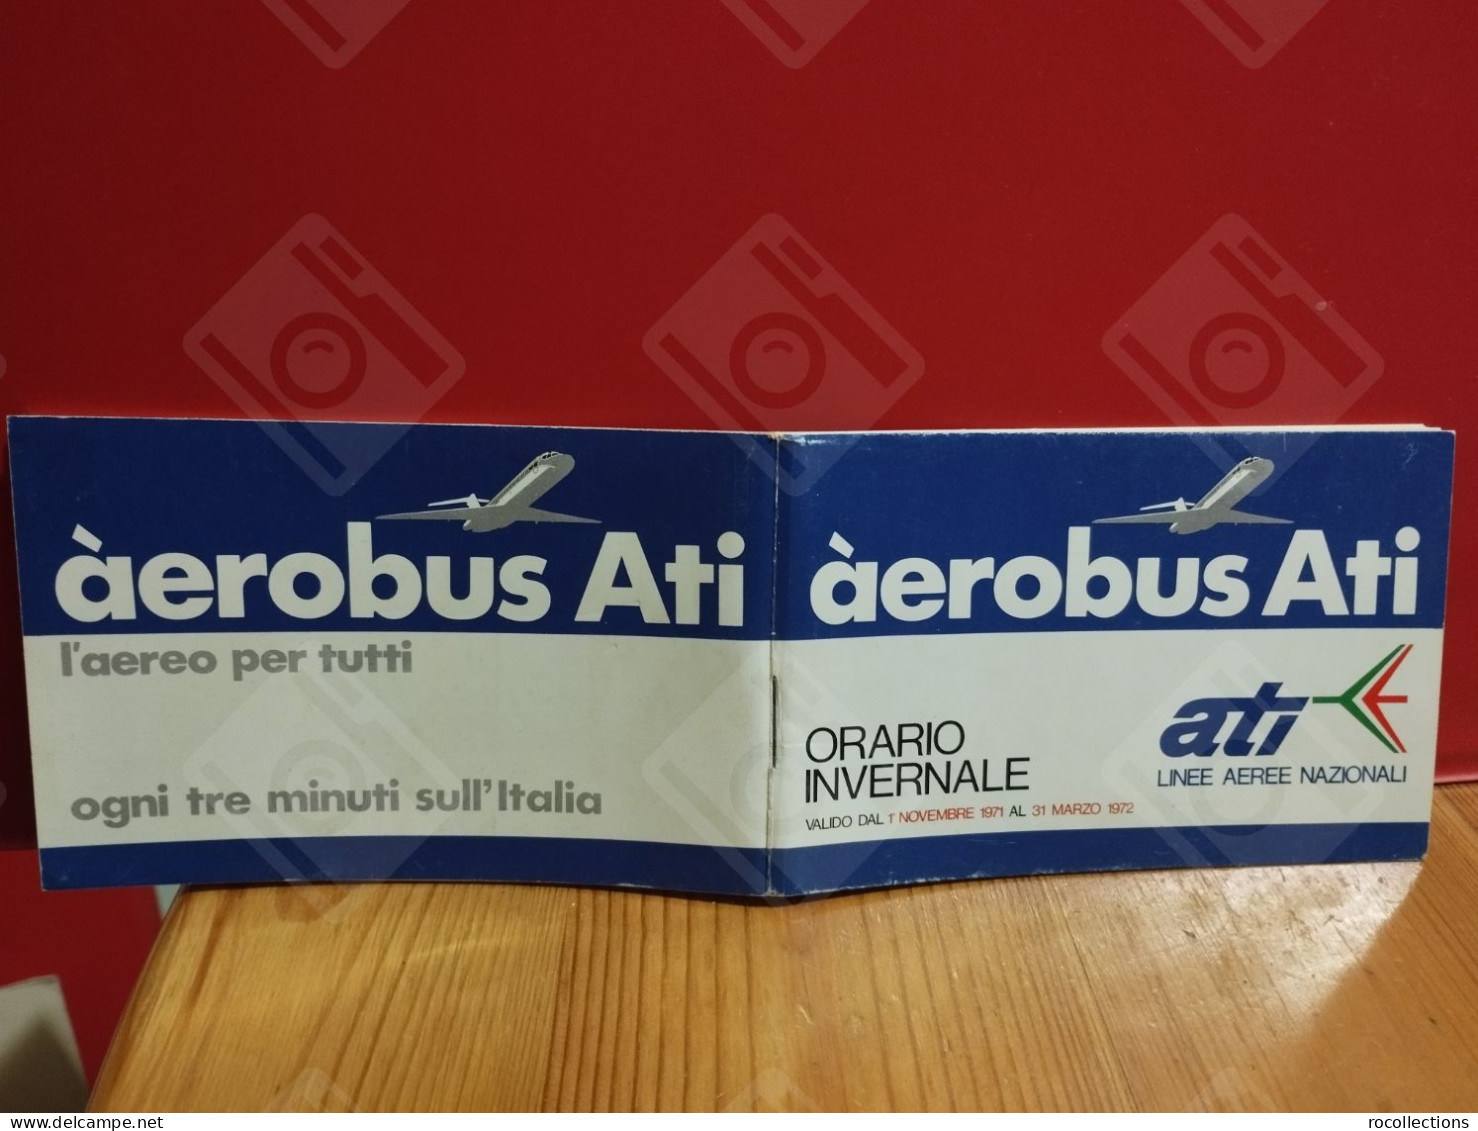 àerobus Ati
l'aereo per tutti
ogni tre minuti sull'Italia
àerobus Ati
ORARIO
INVERNALE
VALIDO DAL 1° NOVEMBRE 1971 AL 31 MARZO 1972
ati
LINEE AEREE NAZIONALI
delcampe.net
rocollections